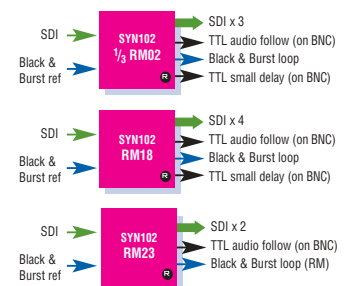 SDI
Black &
Burst ref
SYN102
1/3 RM02
R
SDI x 3
TTL audio follow (on BNC)
Black & Burst loop
TTL small delay (on BNC)
SDI
Black &
Burst ref
SYN102
RM18
R
SDI x 4
TTL audio follow (on BNC)
Black & Burst loop
TTL small delay (on BNC)
SDI
Black &
Burst ref
SYN102
RM23
R
SDI x 2
TTL audio follow (on BNC)
Black & Burst loop (RM)